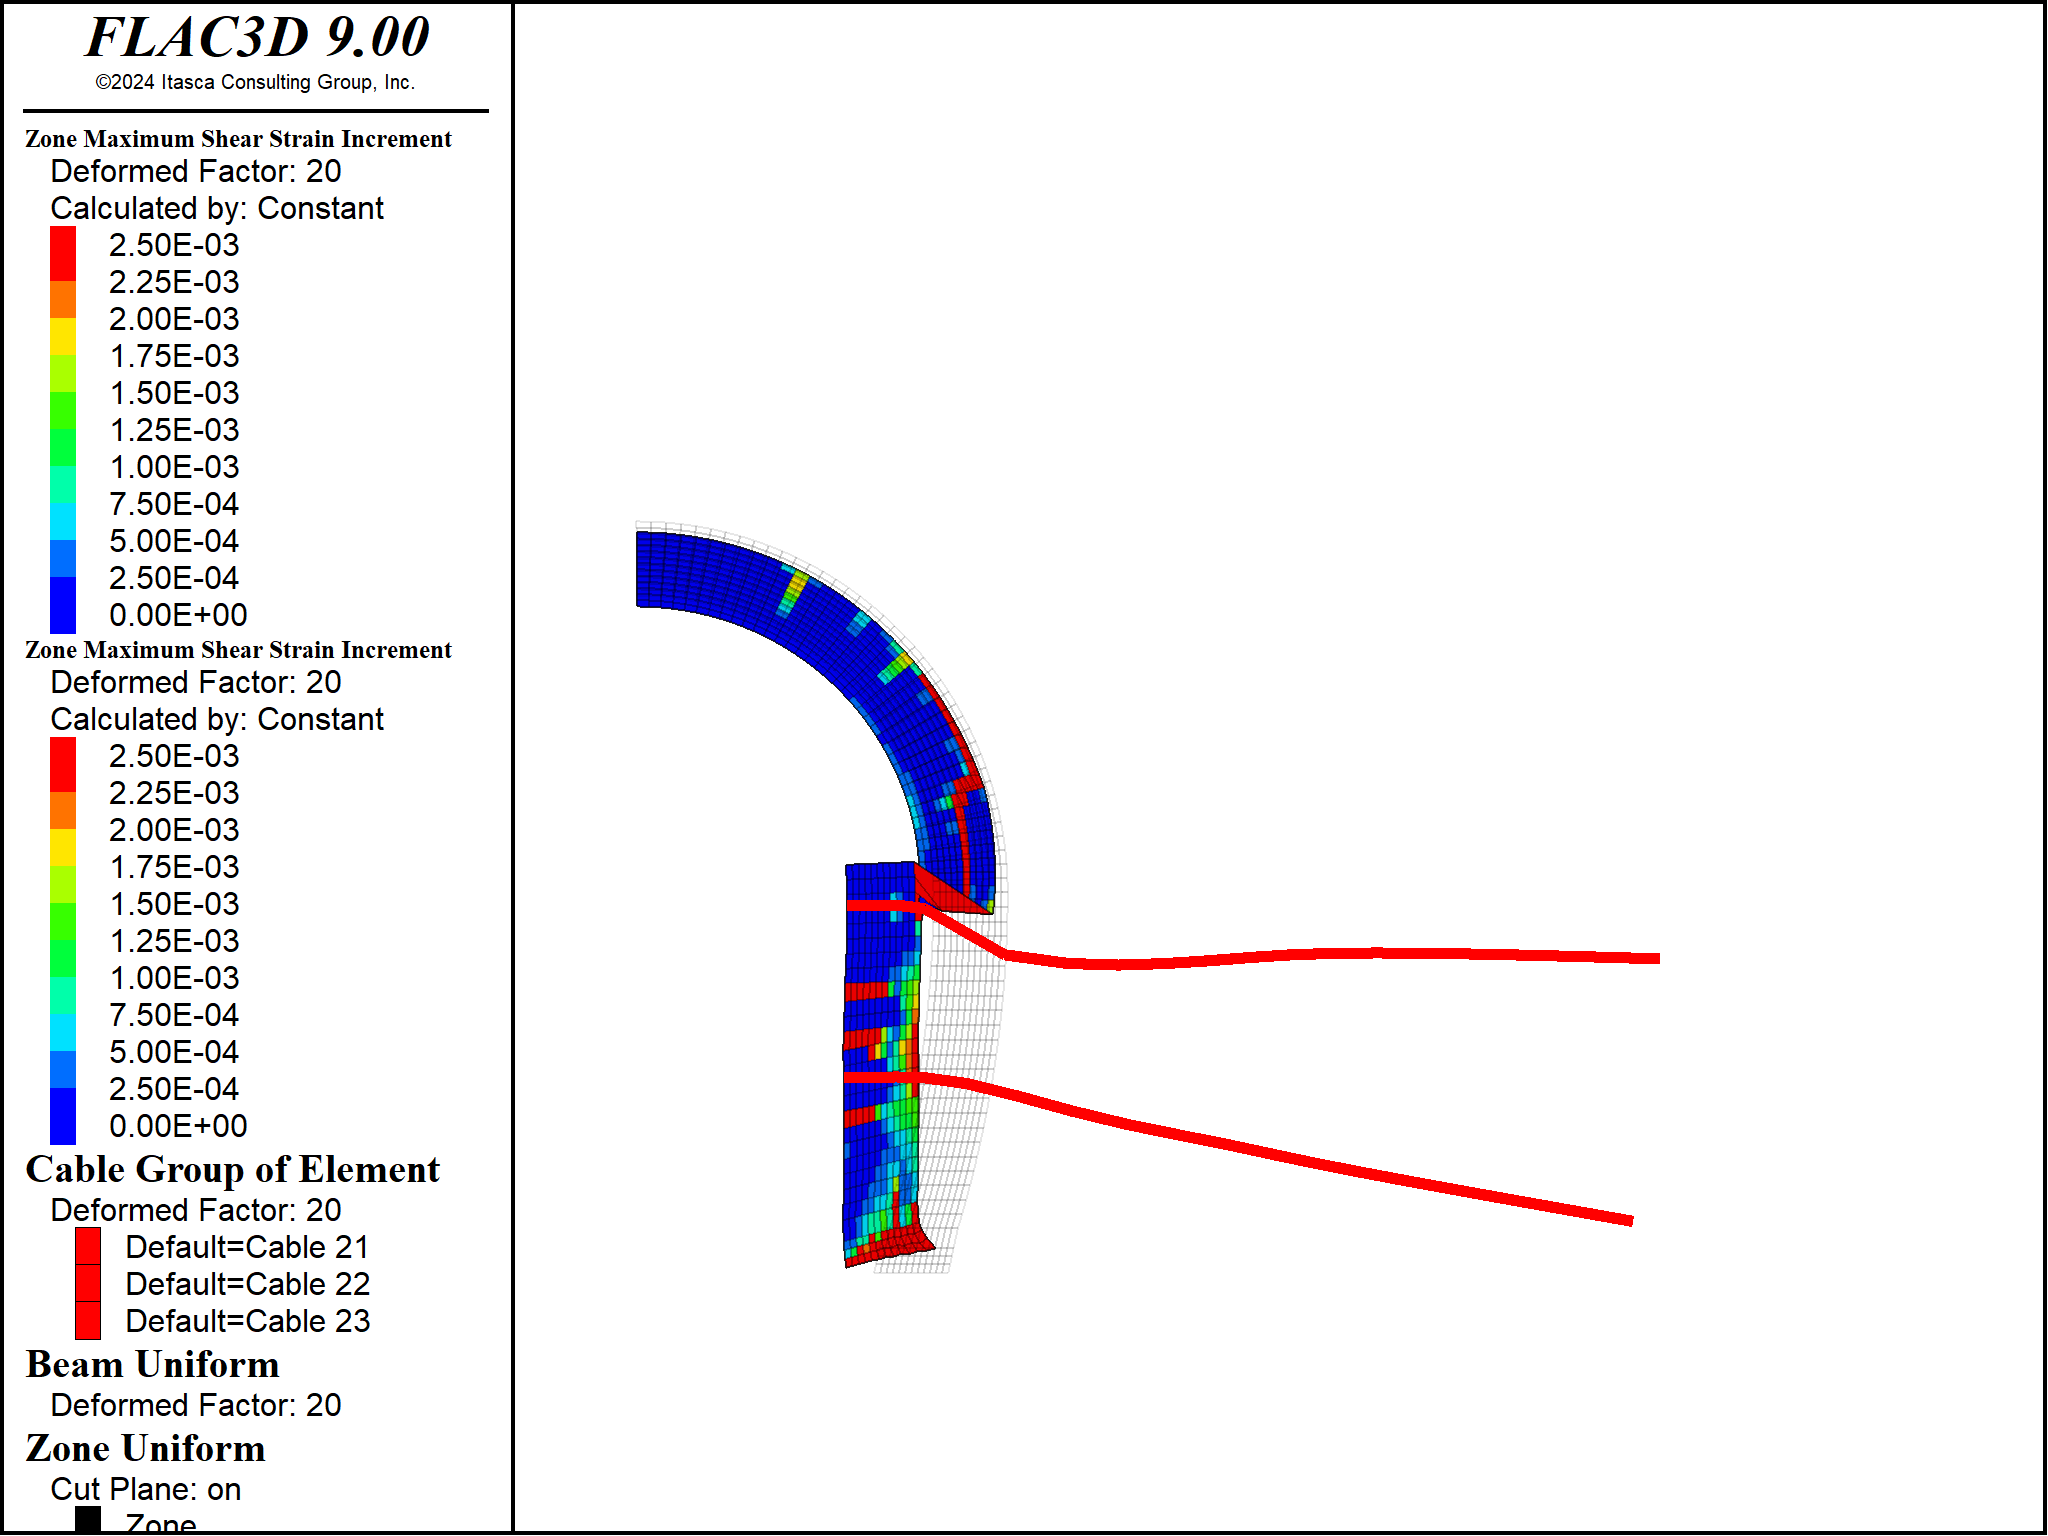 FLAC3D 9.00
©2024 Itasca Consulting Group, Inc.
Zone Maximum Shear Strain Increment
Deformed Factor: 20
Calculated by: Constant
2.50E-03
2.25E-03
2.00E-03
1.75E-03
1.50E-03
1.25E-03
1.00E-03
7.50E-04
5.00E-04
2.50E-04
0.00E+00
Zone Maximum Shear Strain Increment
Deformed Factor: 20
Calculated by: Constant
2.50E-03
2.25E-03
2.00E-03
1.75E-03
1.50E-03
1.25E-03
1.00E-03
7.50E-04
5.00E-04
2.50E-04
0.00E+00
Cable Group of Element
Deformed Factor: 20
Default=Cable 21
Default=Cable 22
Default=Cable 23
Beam Uniform
Deformed Factor: 20
Zone Uniform
Cut Plane: on
Zone